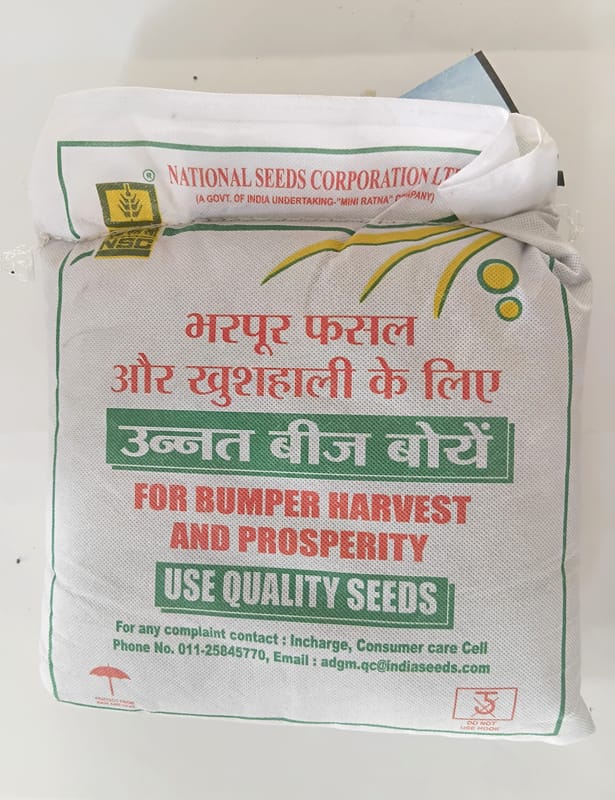 ®
NATIONAL SEEDS CORPORATION LT
(A GOVT. OF INDIA UNDERTAKING-"MINI RATNA" COMPANY)
NSC
भरपूर फसल
और खुशहाली के लिए
उन्नत बीज बोयें
FOR BUMPER HARVEST
AND PROSPERITY
USE QUALITY SEEDS
For any complaint contact : Incharge, Consumer care Cell
Phone No. 011-25845770, Email : adgm.qc@indiaseeds.com
PROTECT FROM
DO NOT
USE HOOK